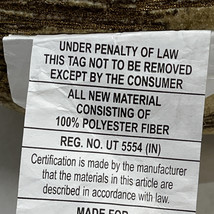 UNDER PENALTY OF LAW
THIS TAG NOT TO BE REMOVED
EXCEPT BY THE CONSUMER
ALL NEW MATERIAL
CONSISTING OF
100% POLYESTER FIBER
REG. NO. UT 5554 (IN)
Certification is made by the manufacturer
that the materials in this article are
described in accordance with law.
MADE FOR